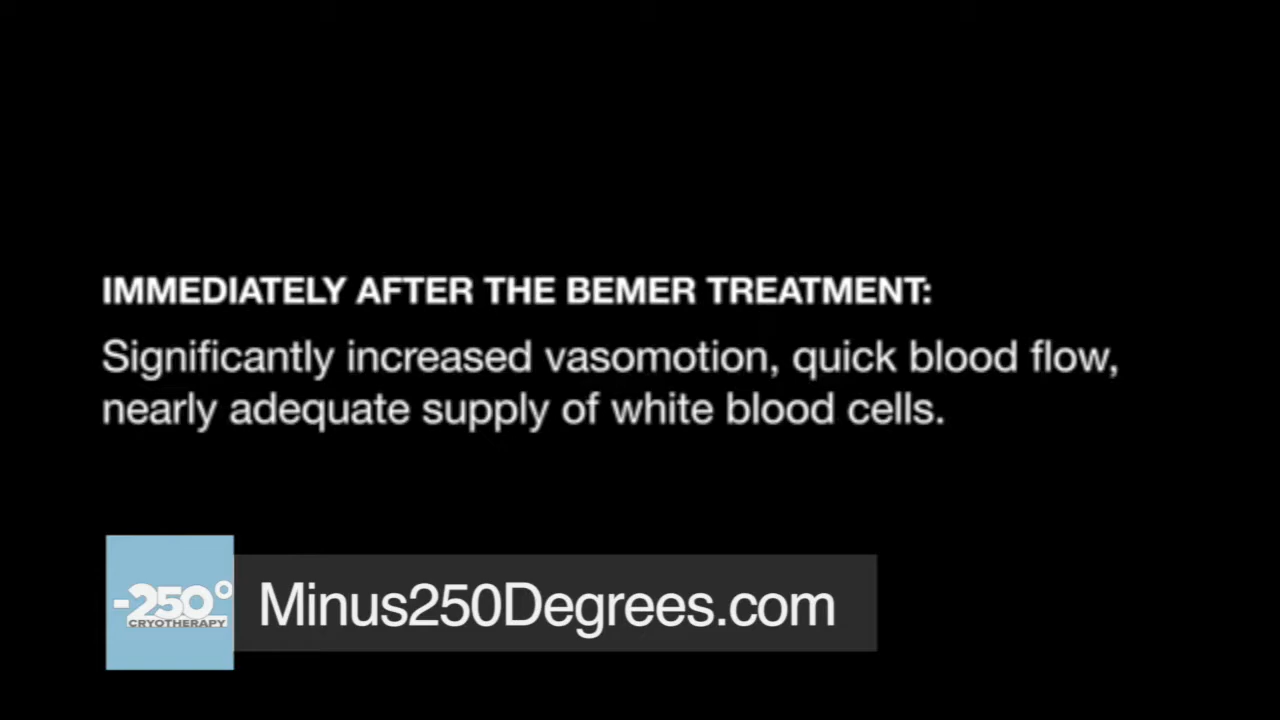 IMMEDIATELY AFTER THE BEMER TREATMENT:
Significantly increased vasomotion, quick blood flow,
nearly adequate supply of white blood cells.
-250°
CRYOTHERAPY
Minus250Degrees.com